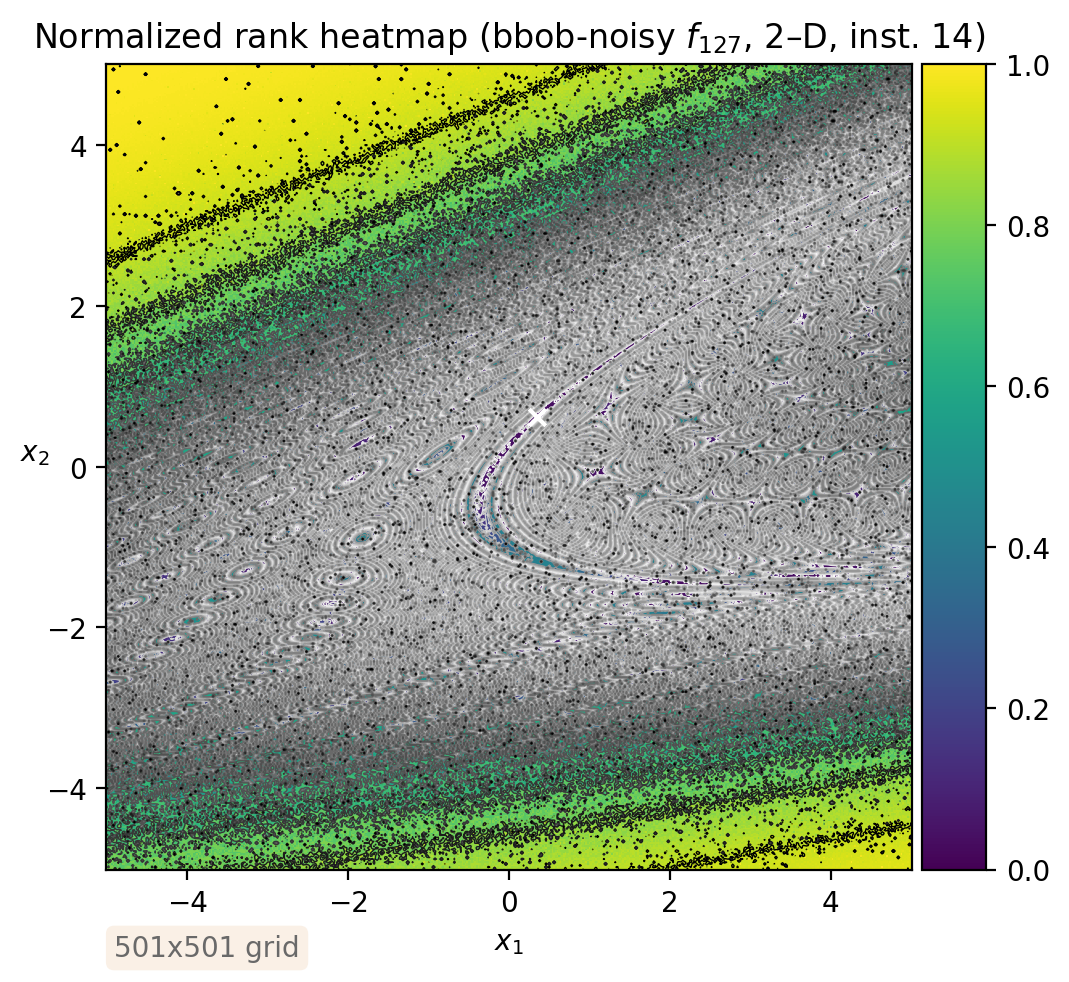 Normalized rank heatmap (bbob-noisy f₁₂₇, 2–D, inst. 14)
1.0
4
0.8
2
0.6
x₂ 0
0.4
−2
0.2
−4
0.0
−4 −2 0 2 4
x₁
501x501 grid